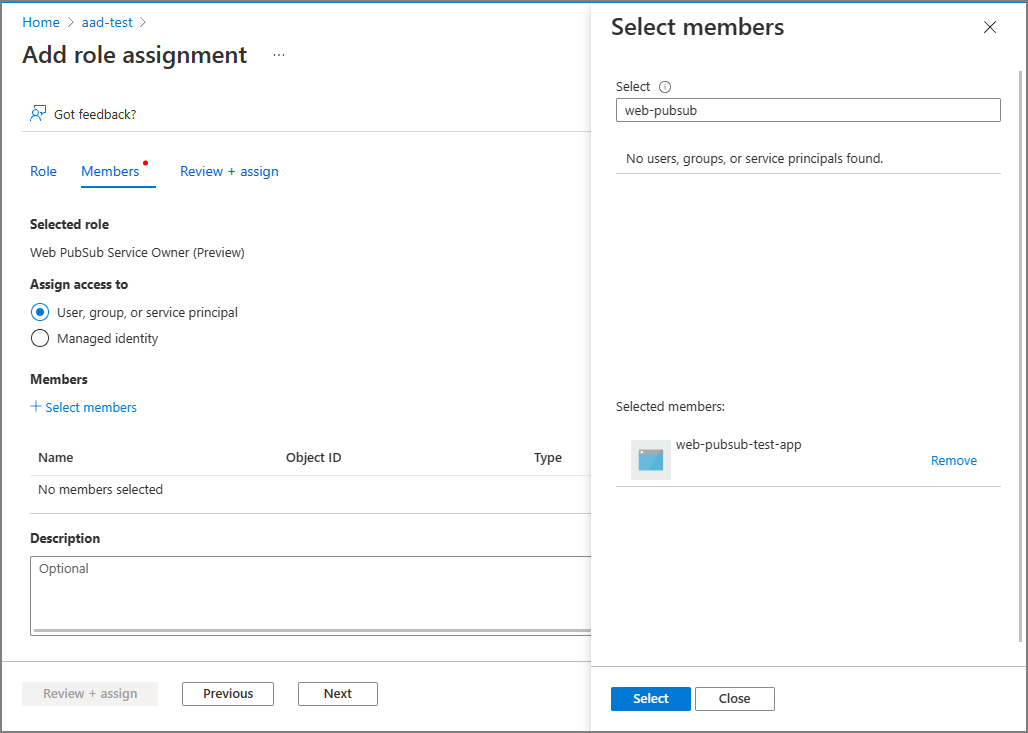 Home > aad-test >
Add role assignment ...
Got feedback?
Role Members Review + assign
Selected role
Web PubSub Service Owner (Preview)
Assign access to
User, group, or service principal
Managed identity
Members
+ Select members
Name Object ID Type
No members selected
Description
Optional
Review + assign Previous Next
Select members
Select
web-pubsub
No users, groups, or service principals found.
Selected members:
web-pubsub-test-app
Remove
Select Close